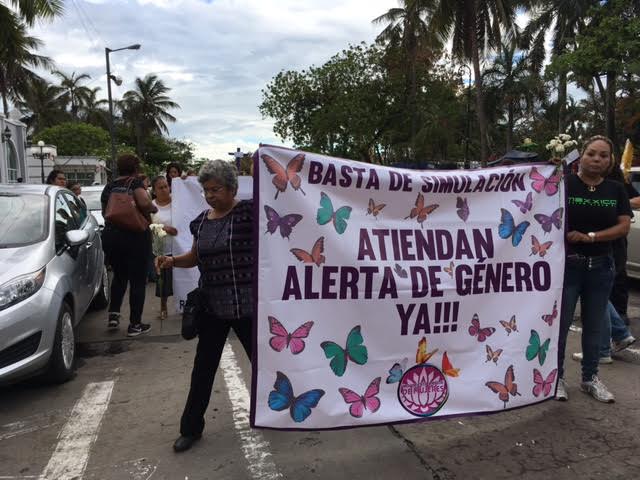 BASTA DE SIMULACIÓN
ATIENDAN
ALERTA DE GÉNERO
YA!!!